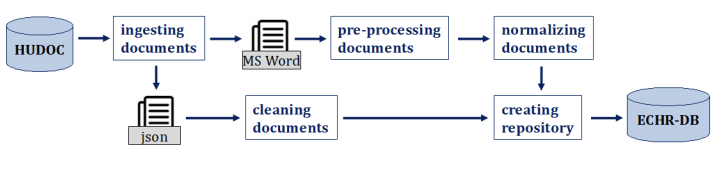 HUDOC
ingesting
documents
MS Word
pre-processing
documents
normalizing
documents
json
cleaning
documents
creating
repository
ECHR-DB